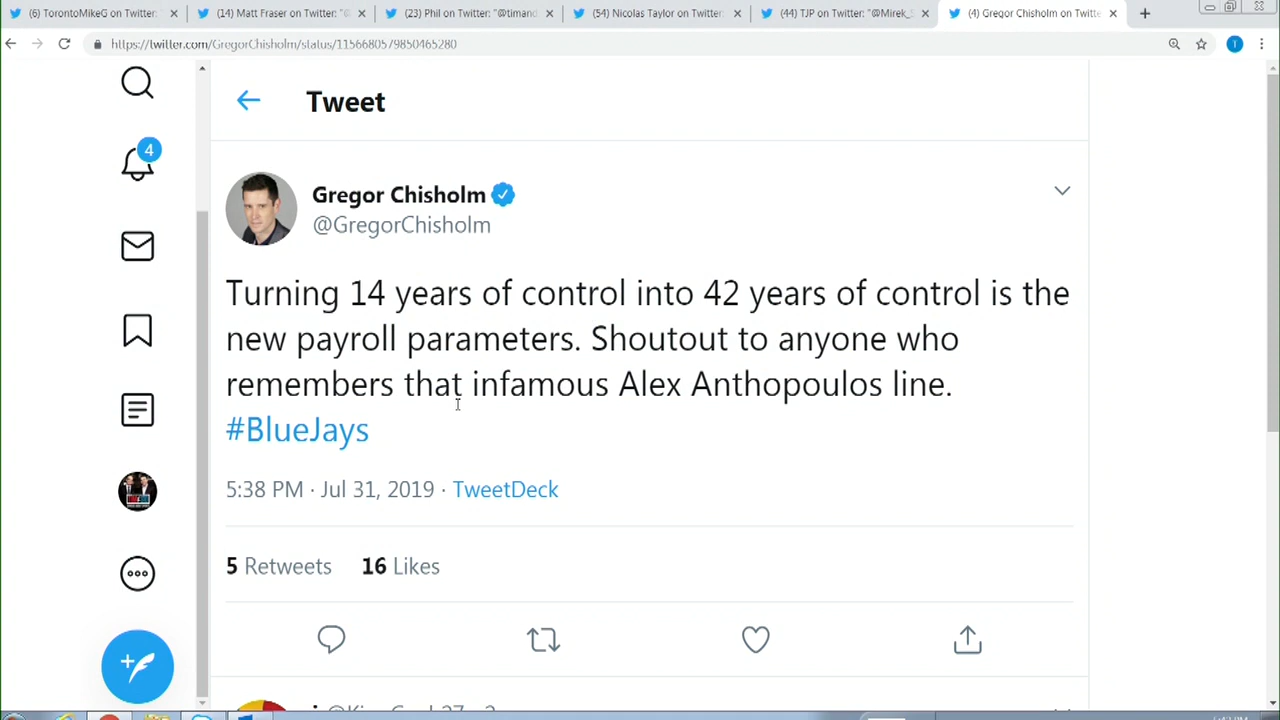 (6) TorontoMikeG on Twitter:
(14) Matt Fraser on Twitter: "@
(23) Phil on Twitter: "@timand
(54) Nicolas Taylor on Twitter:
(44) TJP on Twitter: "@Mirek_S
(4) Gregor Chisholm on Twitte
https://twitter.com/GregorChisholm/status/1156680579850465280
T
Tweet
4
Gregor Chisholm
@GregorChisholm
Turning 14 years of control into 42 years of control is the
new payroll parameters. Shoutout to anyone who
remembers that infamous Alex Anthopoulos line.
#BlueJays
5:38 PM · Jul 31, 2019 · TweetDeck
5 Retweets 16 Likes